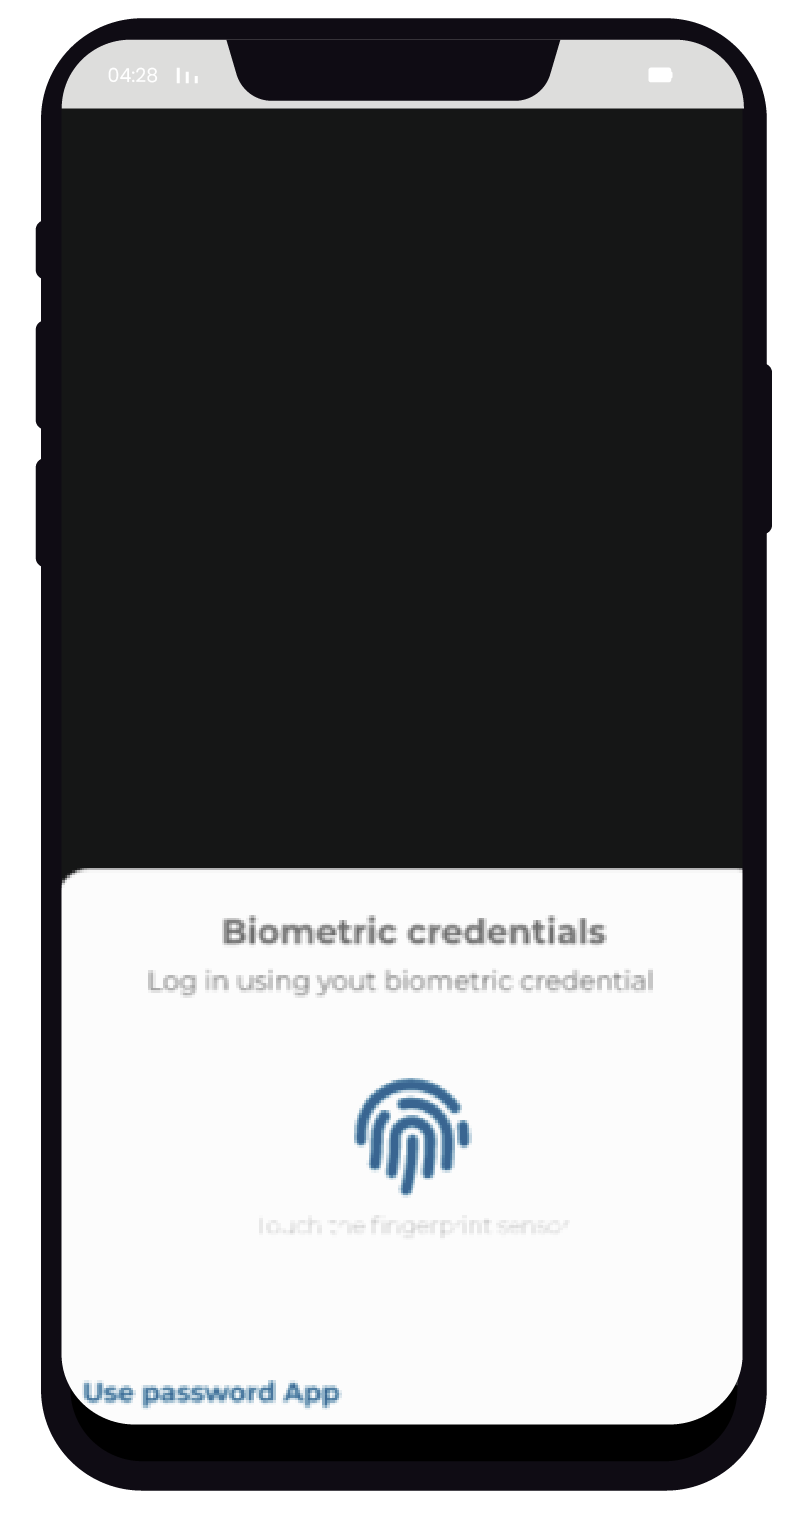 04:28
Biometric credentials
Log in using yout biometric credential
Touch the fingerprint sensor
Use password App